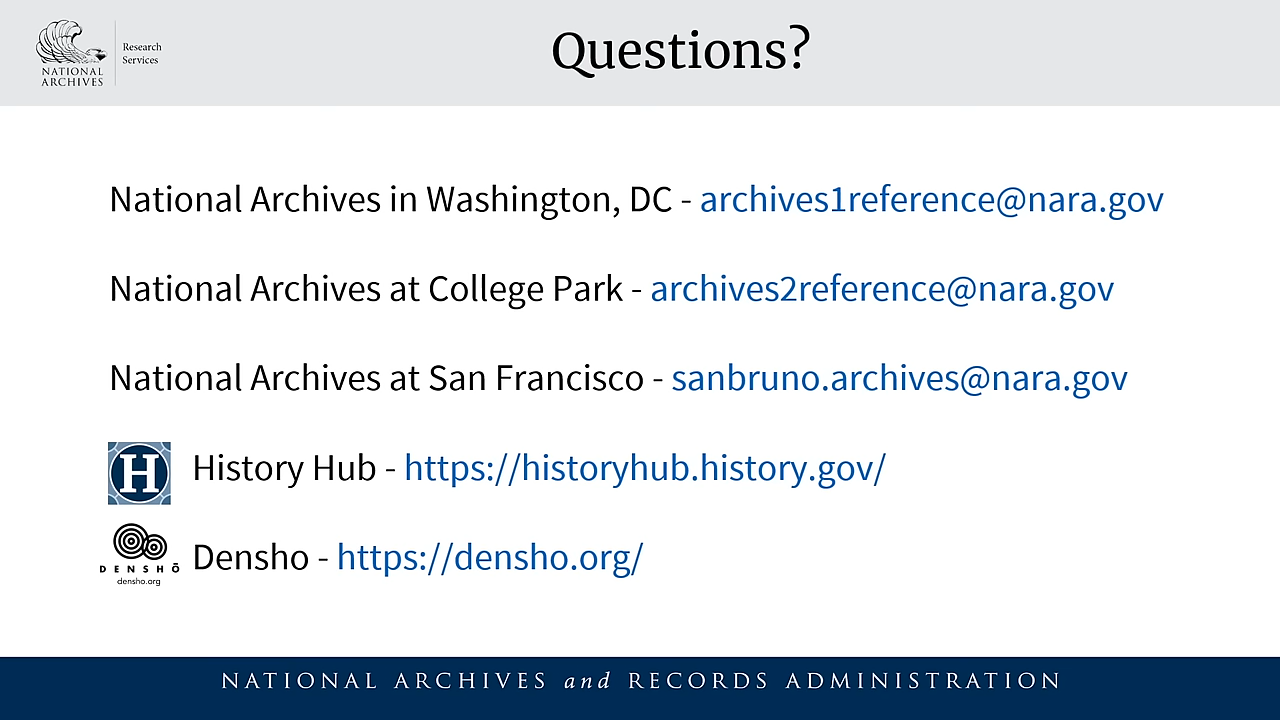 NATIONAL
ARCHIVES
Research
Services
Questions?
National Archives in Washington, DC - archives1reference@nara.gov
National Archives at College Park - archives2reference@nara.gov
National Archives at San Francisco - sanbruno.archives@nara.gov
H
History Hub - https://historyhub.history.gov/
DENSHŌ
densho.org
Densho - https://densho.org/
NATIONAL ARCHIVES and RECORDS ADMINISTRATION